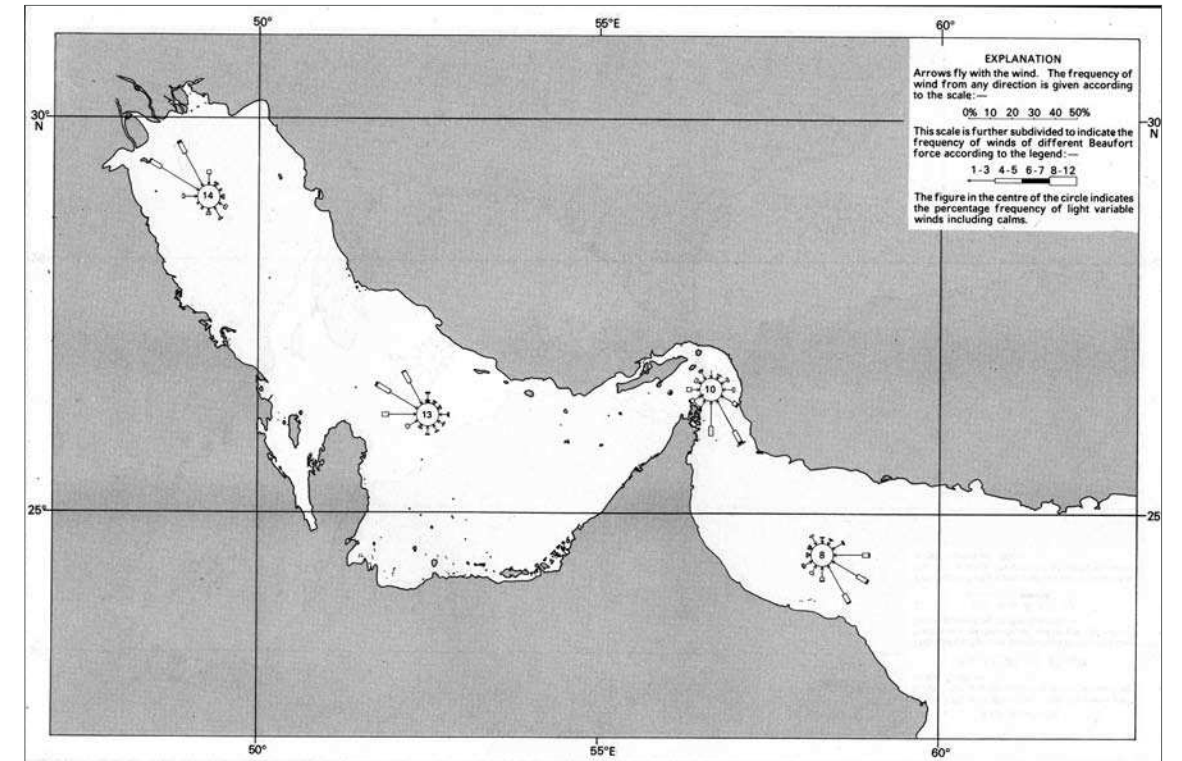 50°
55°E
60°
EXPLANATION
Arrows fly with the wind. The frequency of
wind from any direction is given according
to the scale:—
0% 10 20 30 40 50%
This scale is further subdivided to indicate the
frequency of winds of different Beaufort
force according to the legend:—
1-3 4-5 6-7 8-12
The figure in the centre of the circle indicates
the percentage frequency of light variable
winds including calms.
30°
N
30
N
14
13
10
25°
25
8
50°
55°E
60°